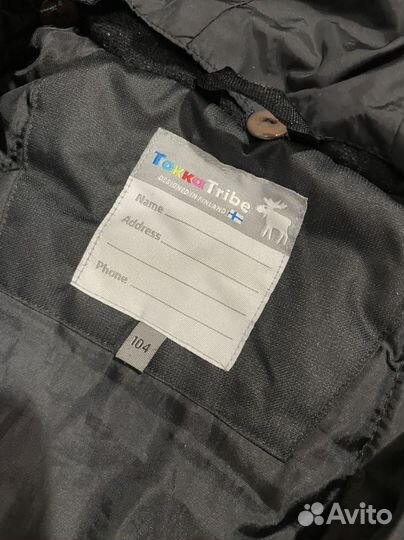 TokkaTribe
DESIGNED IN FINLAND
Name
Address
Phone
104
Avito